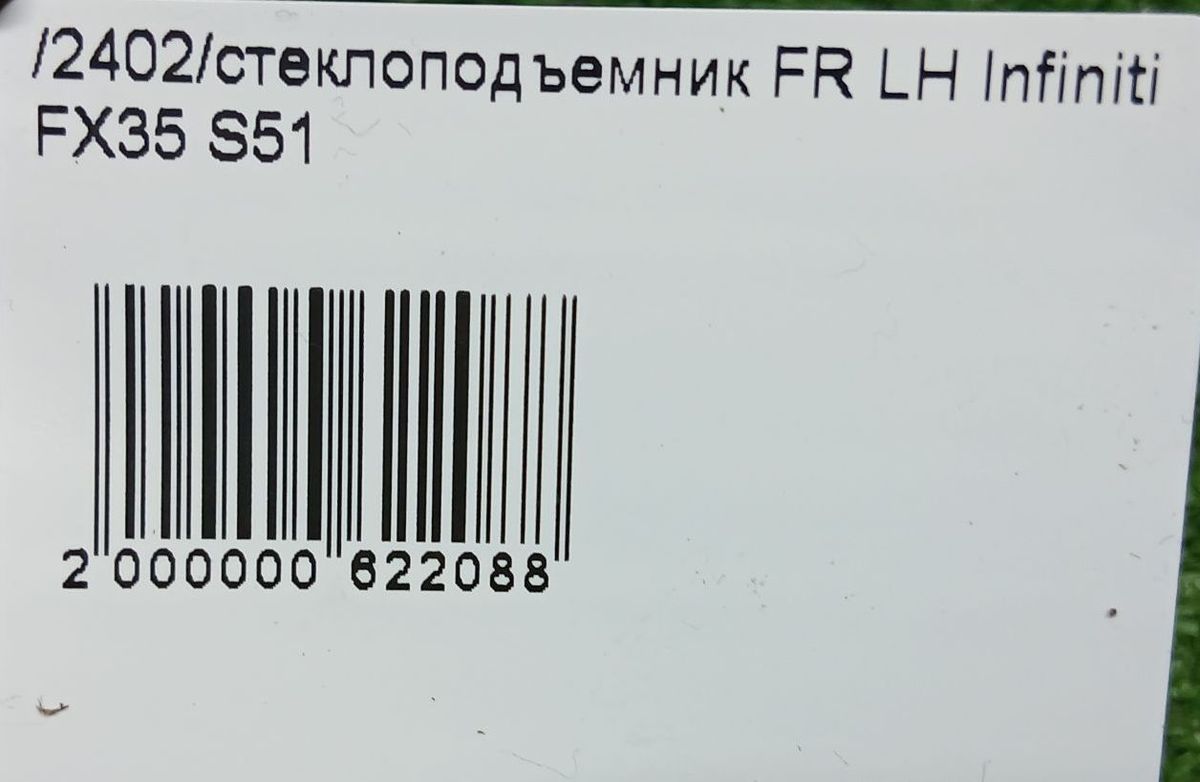 /2402/стеклоподъемник FR LH Infiniti
FX35 S51
2 000000 622088